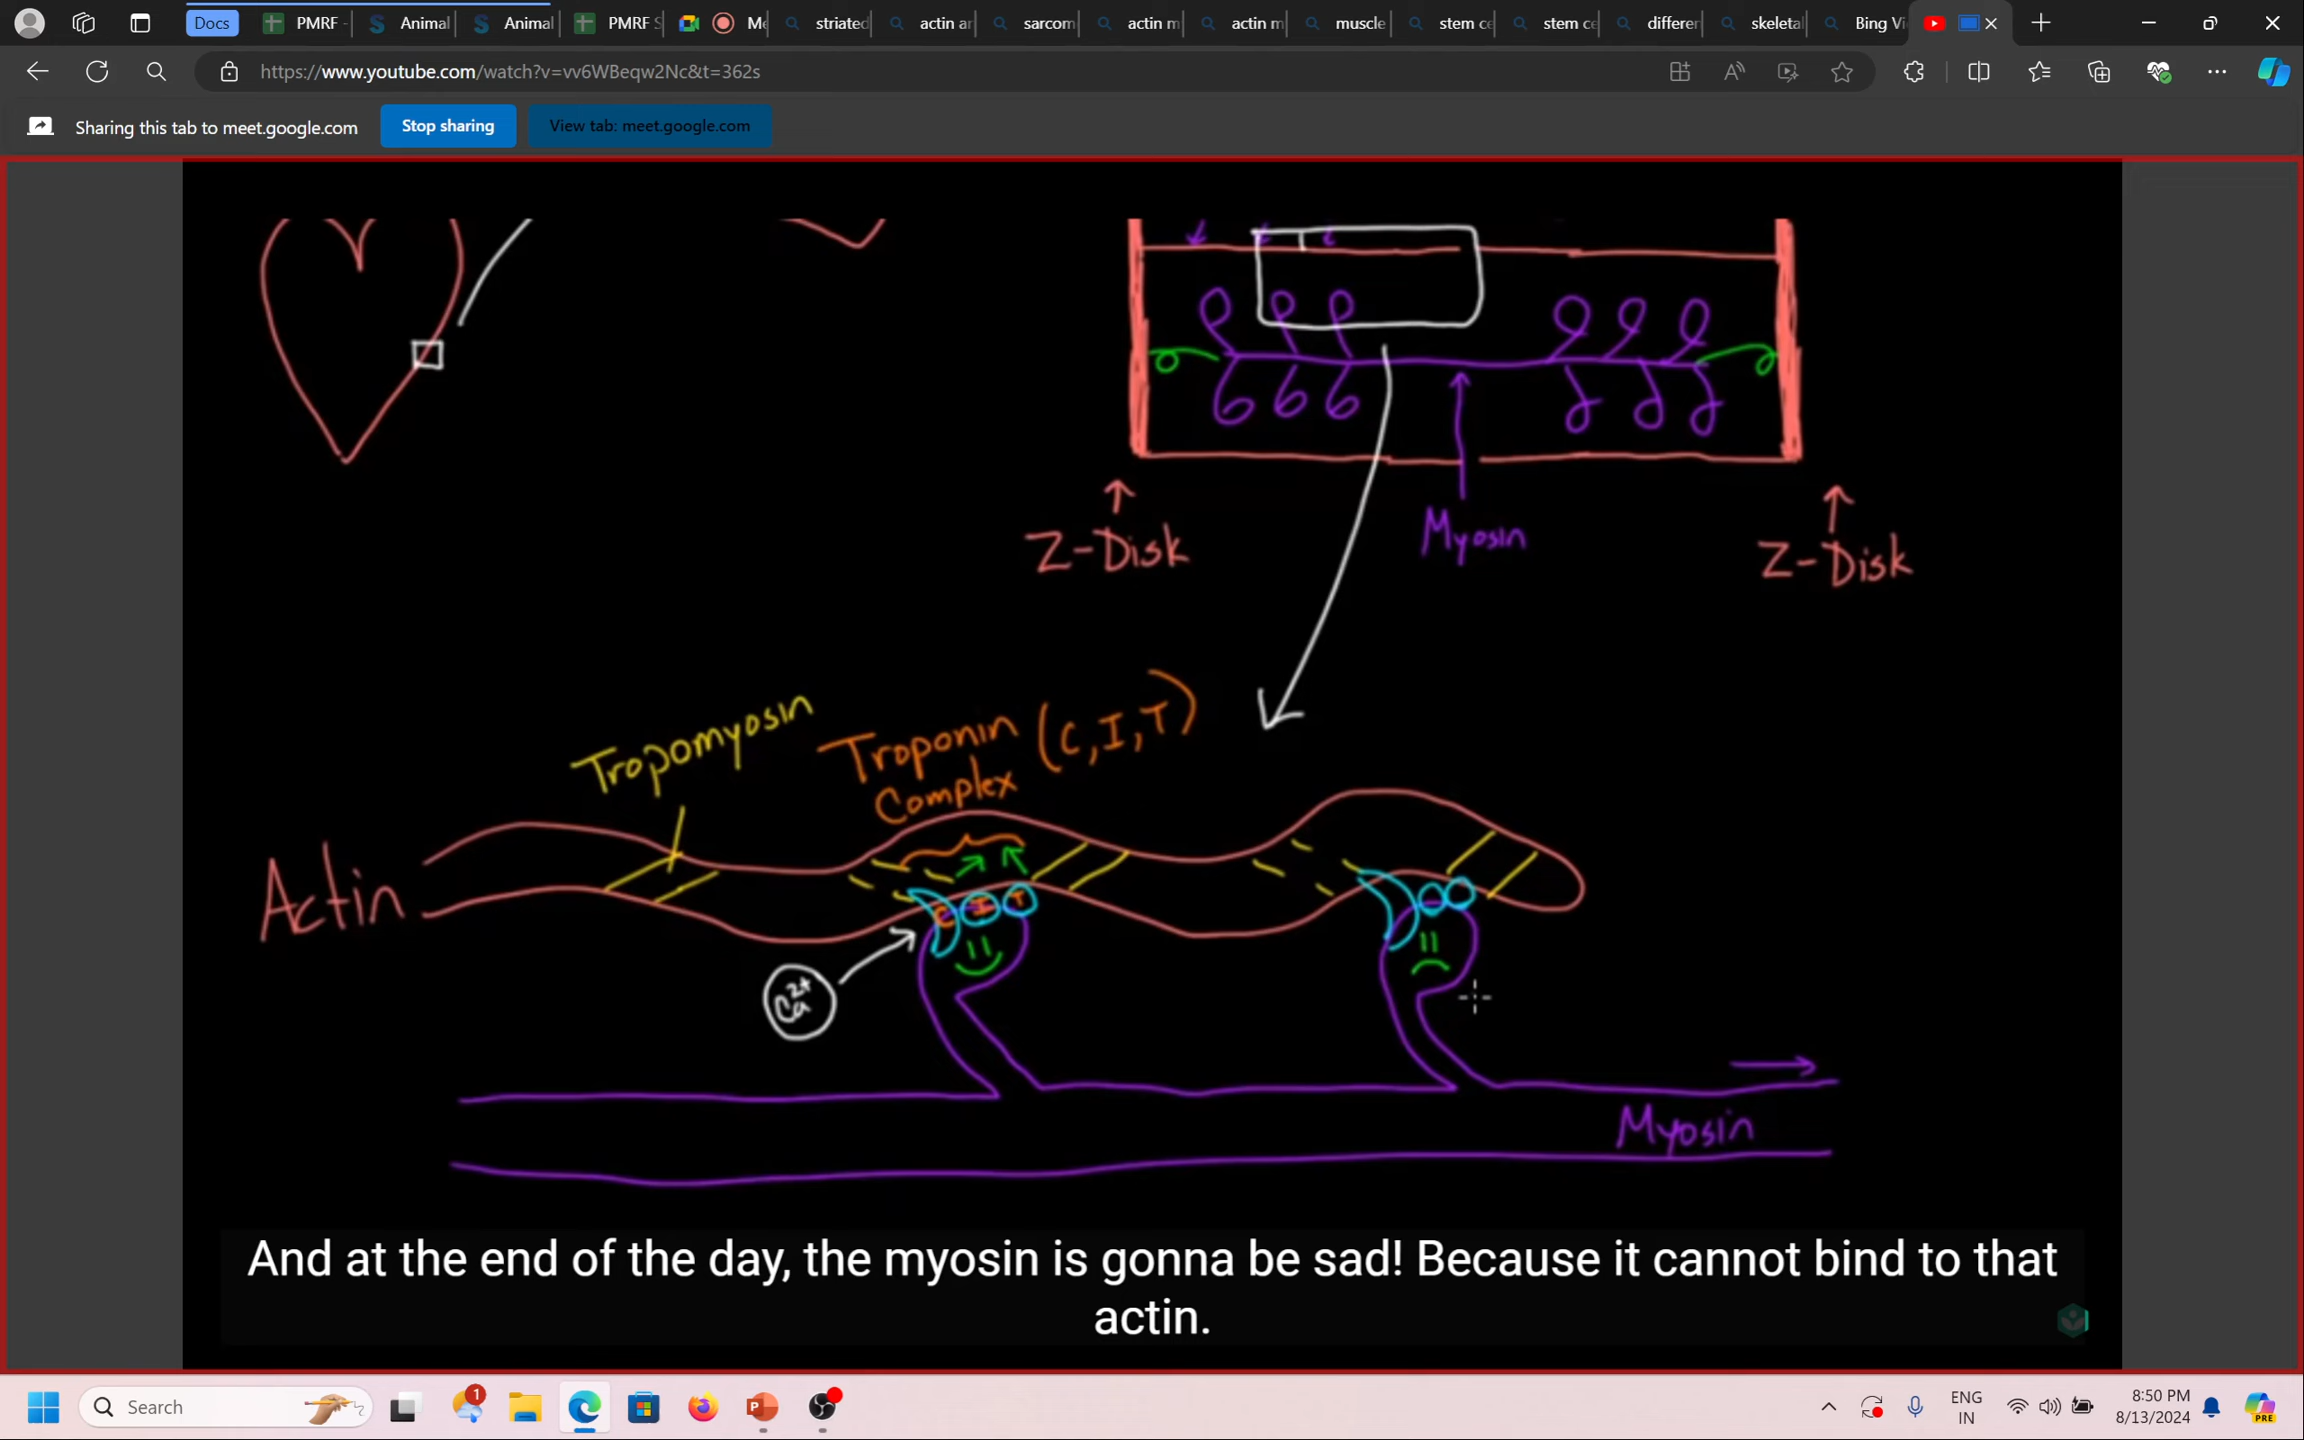 Docs PMRF - Animal Animal PMRF S Me striated actin ar sarcom actin m actin m muscle stem ce stem ce differen skeletal Bing Vi
https://www.youtube.com/watch?v=vv6WBeqw2Nc&t=362s
Sharing this tab to meet.google.com Stop sharing View tab: meet.google.com
Z-Disk Myosin Z-Disk
Tropomyosin Troponin (C,I,T)
Complex
Actin
C I T
Ca2+
Myosin
And at the end of the day, the myosin is gonna be sad! Because it cannot bind to that
actin.
Search 1 ENG 8:50 PM
IN 8/13/2024 PRE